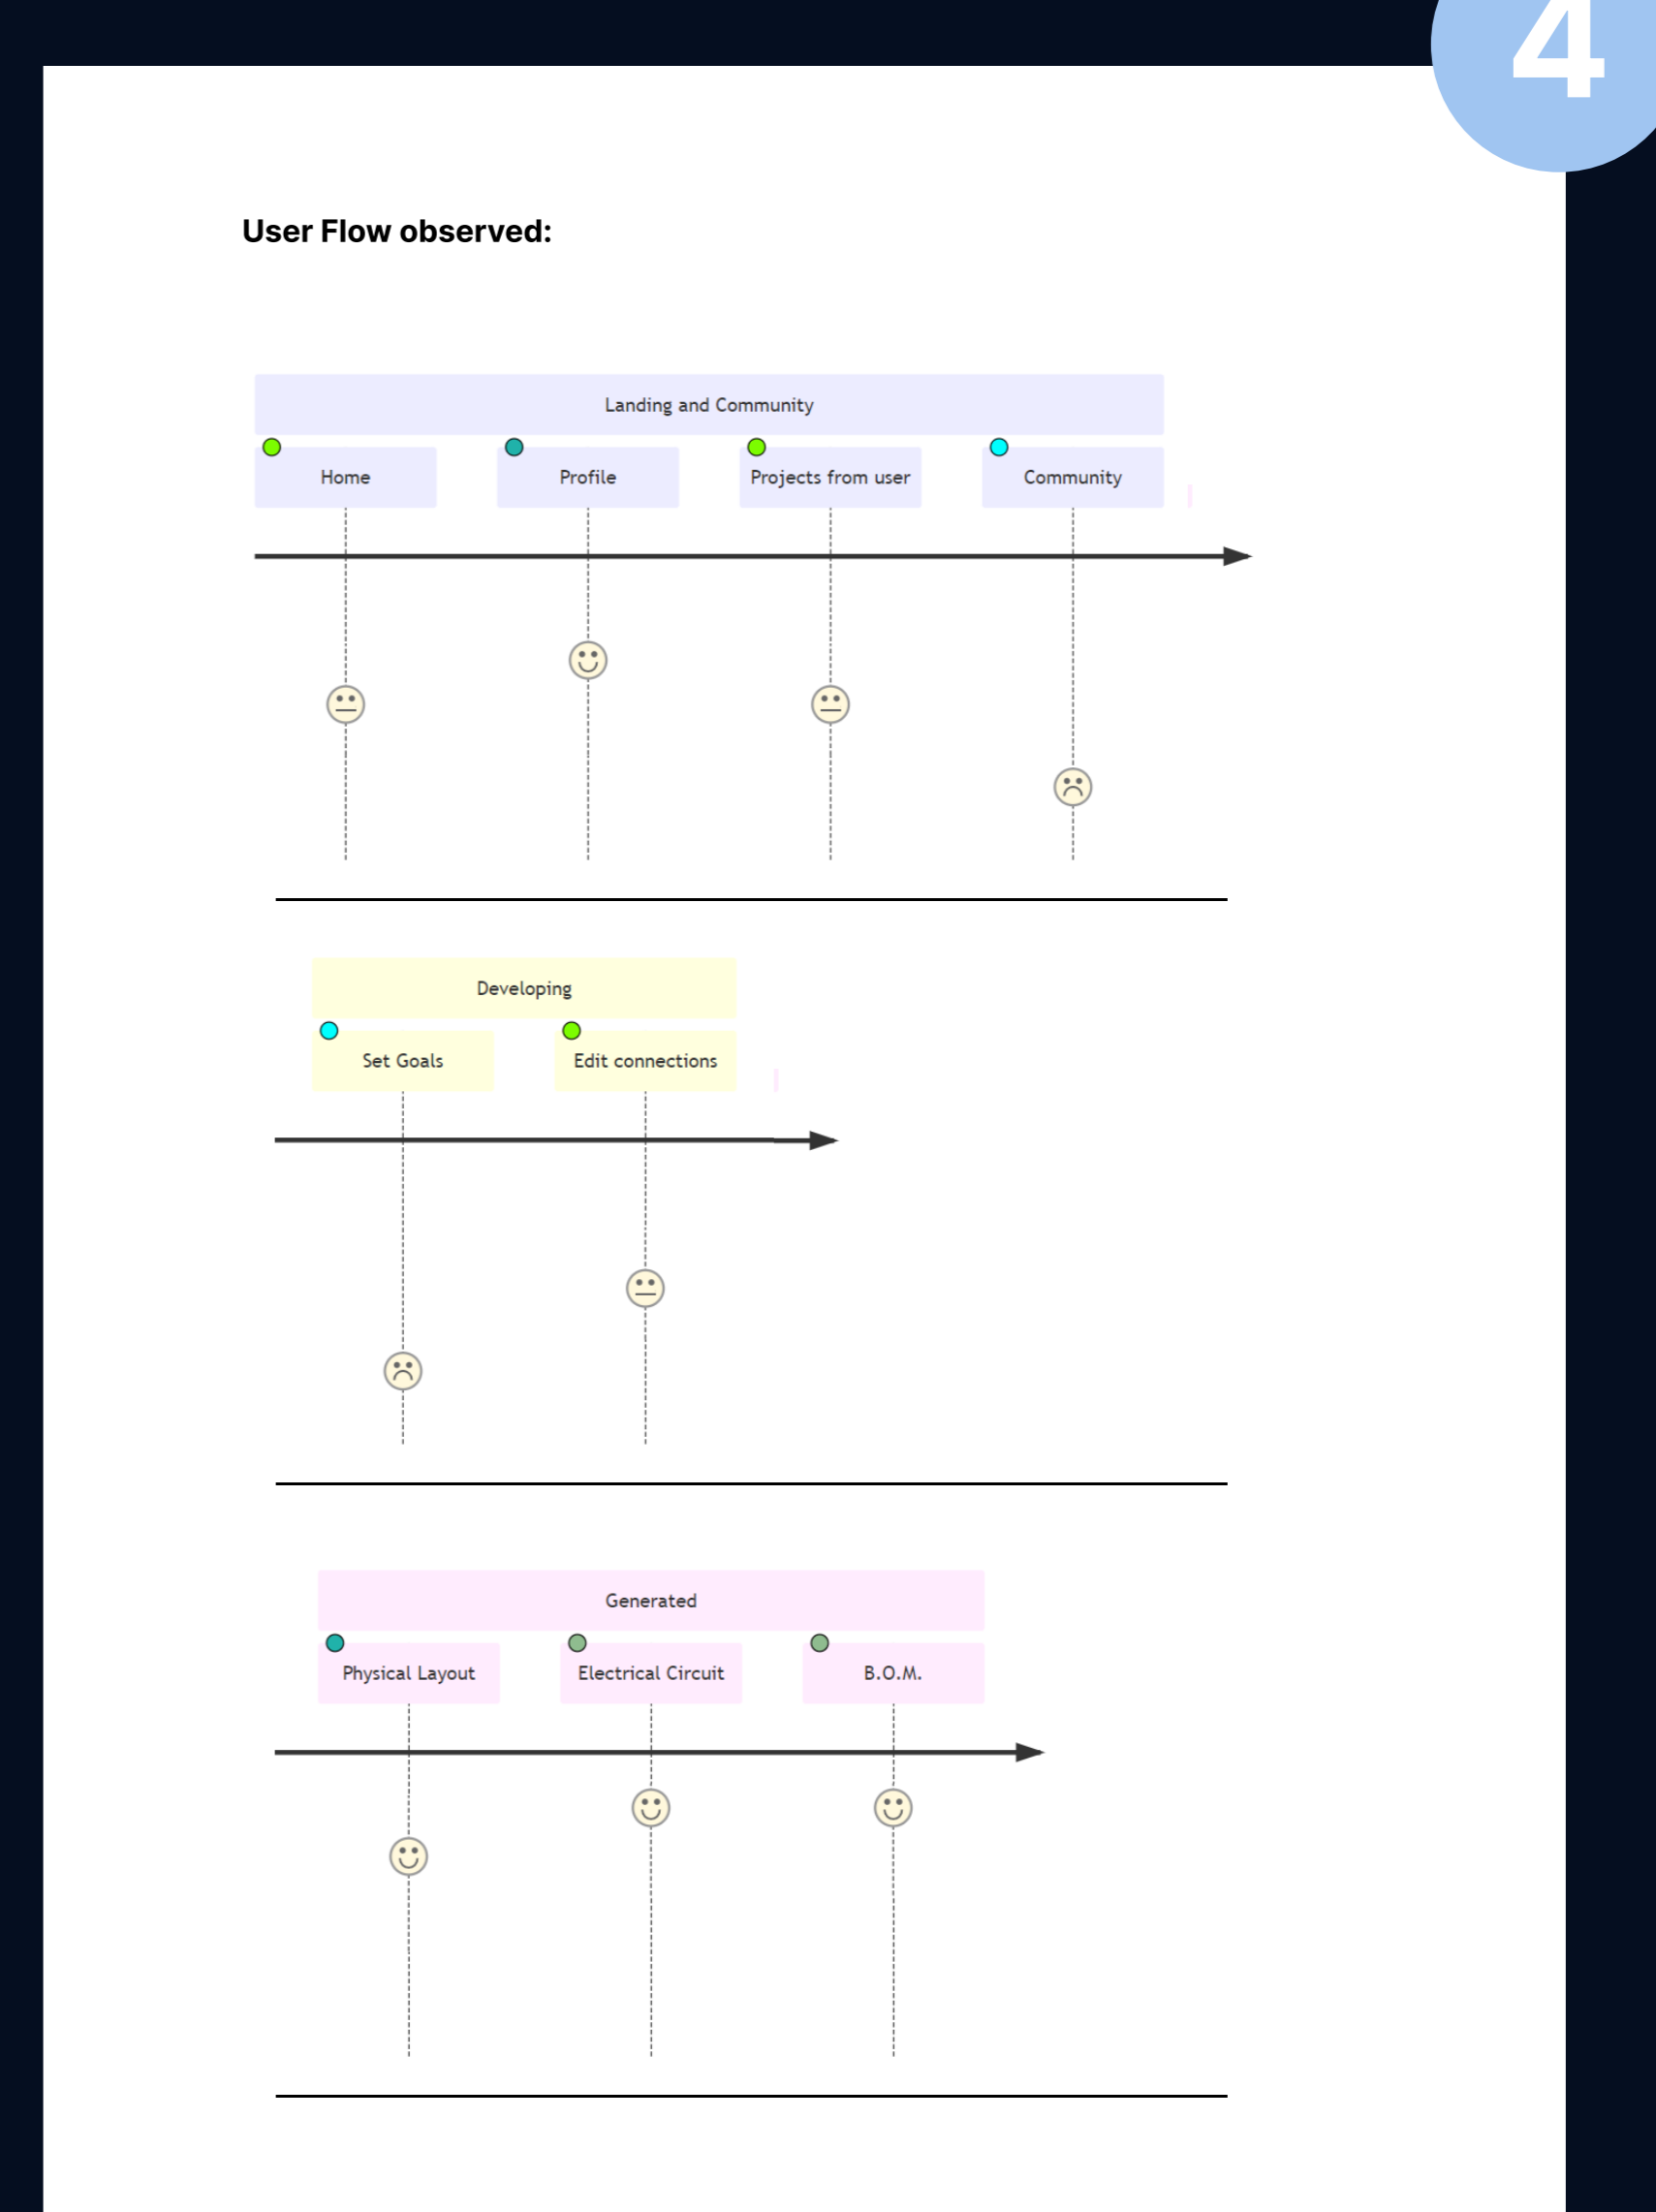 4
User Flow observed:
Landing and Community
Home
Profile
Projects from user
Community
Developing
Set Goals
Edit connections
Generated
Physical Layout
Electrical Circuit
B.O.M.